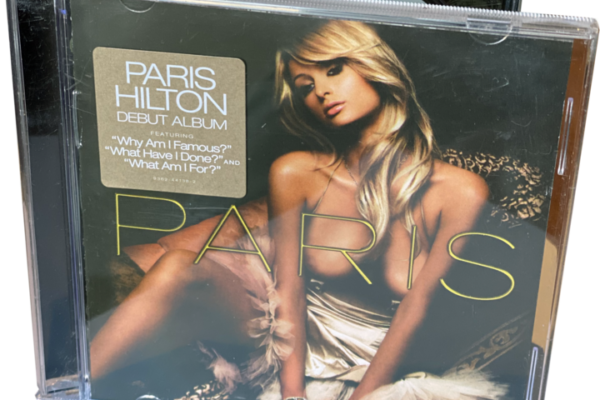 PARIS
HILTON
DEBUT ALBUM
FEATURING
"Why Am I Famous?"
"What Have I Done?" AND
"What Am I For?"
PARIS